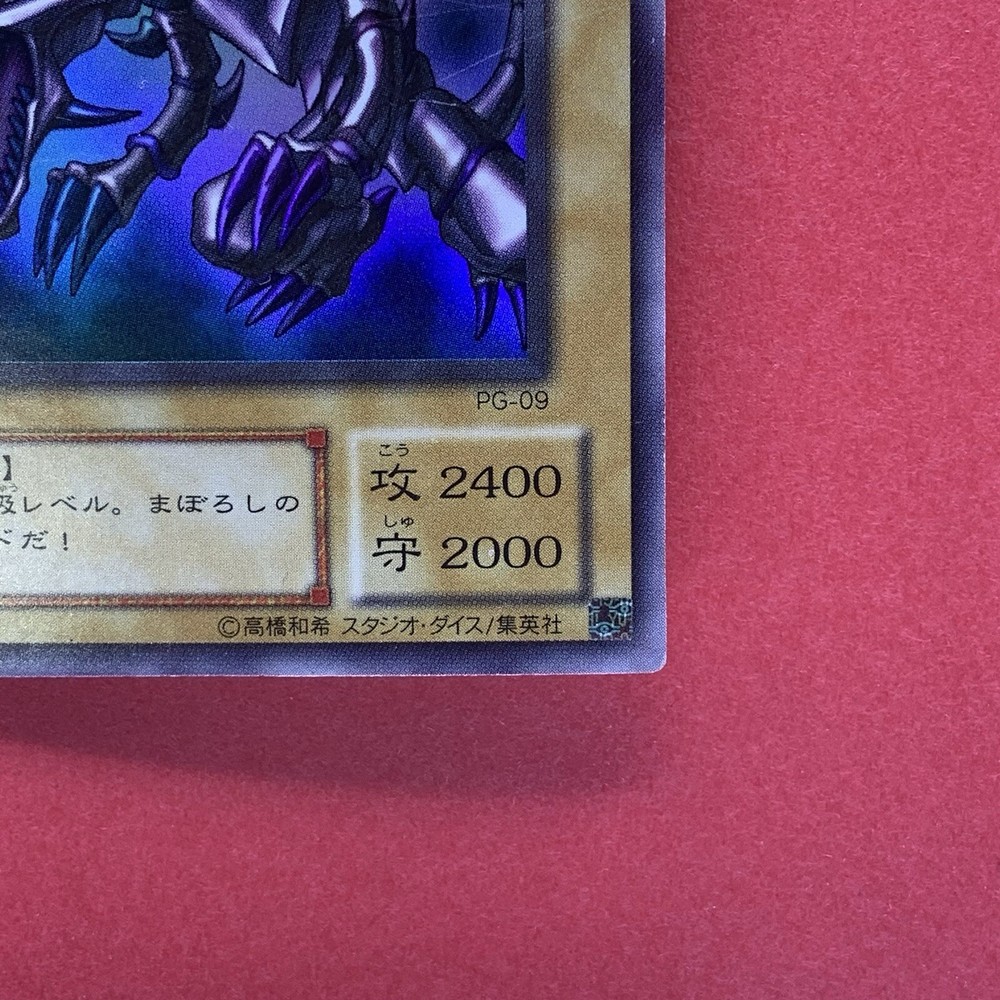 PG-09
】
吸レベル。まぼろしの
ドだ！
こう
攻 2400
しゅ
守 2000
©高橋和希 スタジオ・ダイス/集英社